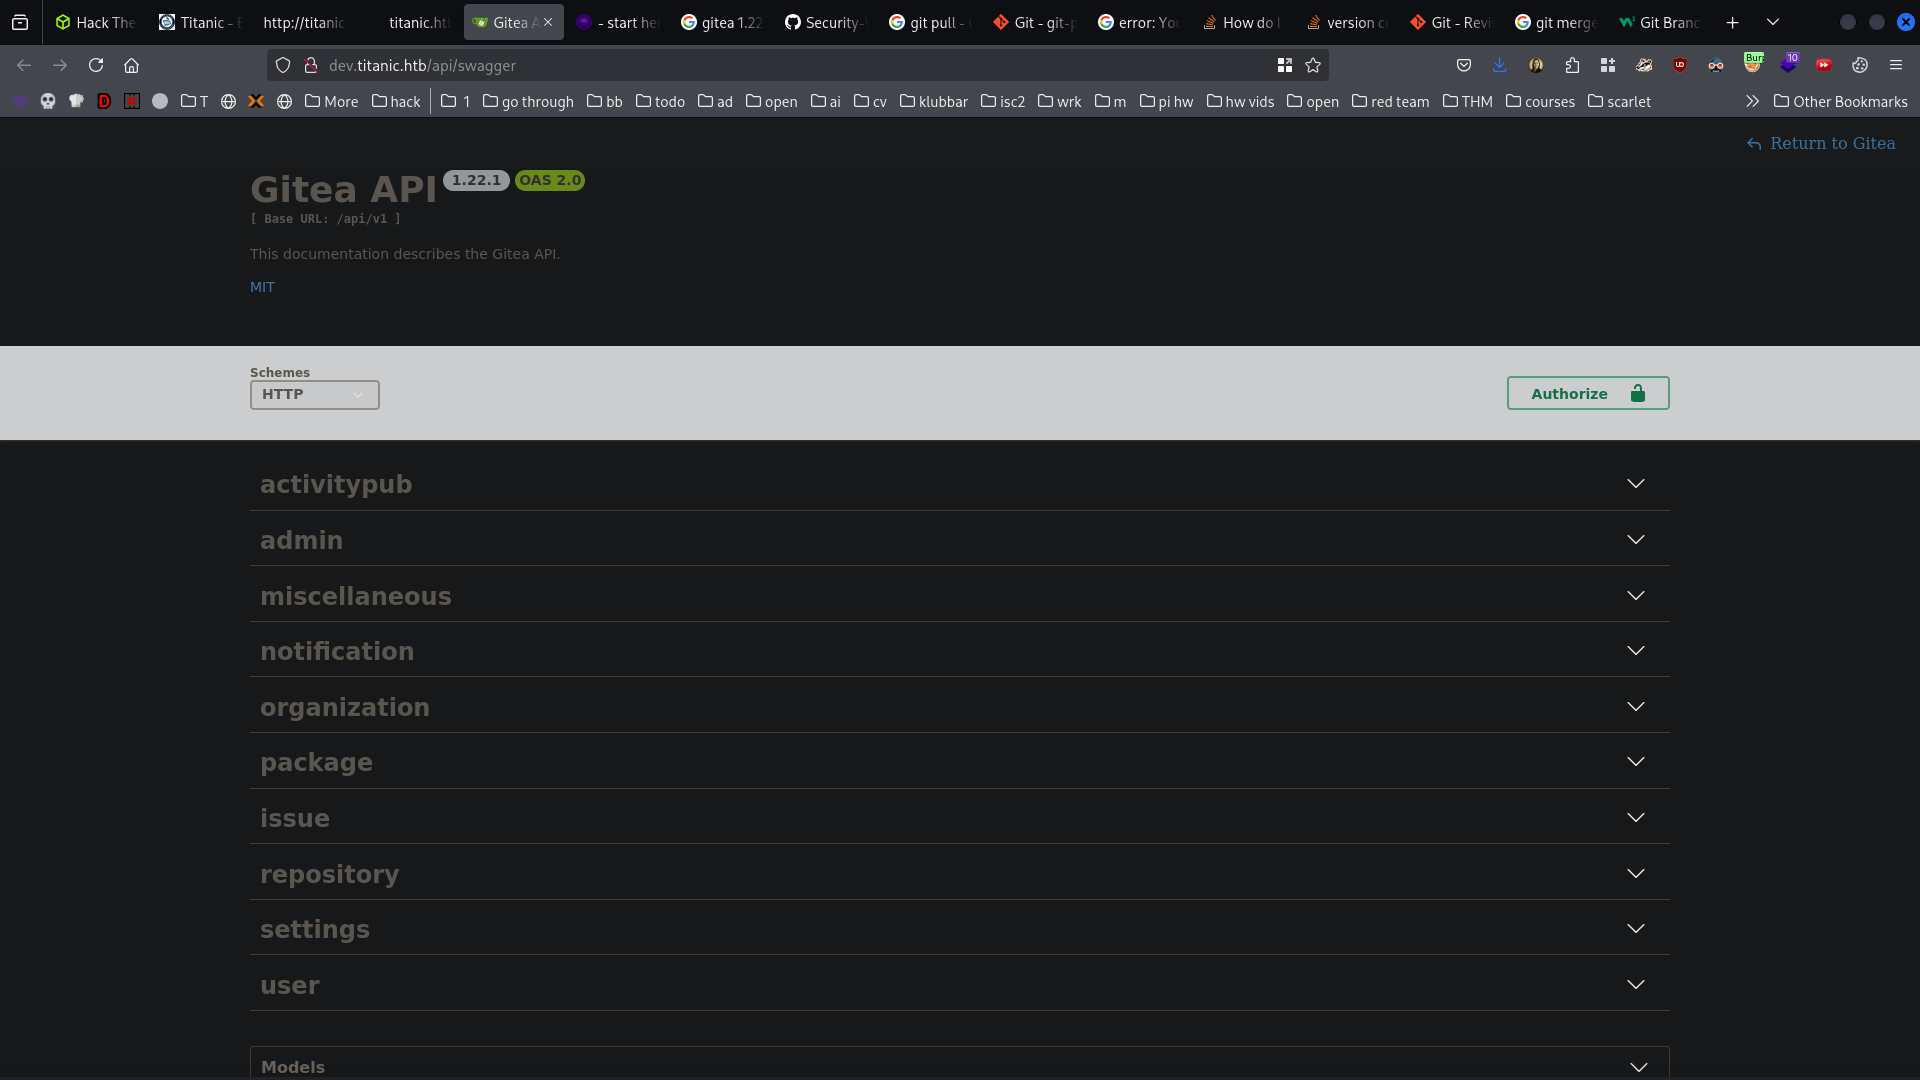 Hack The
Titanic - E
http://titanic
titanic.ht
Gitea A
- start he
gitea 1.22
Security-
git pull -
Git - git-p
error: You
How do I
version co
Git - Revi
git merge
Git Branc
dev.titanic.htb/api/swagger
Burp
10
T
More
hack
1
go through
bb
todo
ad
open
ai
cv
klubbar
isc2
wrk
m
pi hw
hw vids
open
red team
THM
courses
scarlet
Other Bookmarks
Return to Gitea
Gitea API 1.22.1 OAS 2.0
[ Base URL: /api/v1 ]
This documentation describes the Gitea API.
MIT
Schemes
HTTP
Authorize
activitypub
admin
miscellaneous
notification
organization
package
issue
repository
settings
user
Models